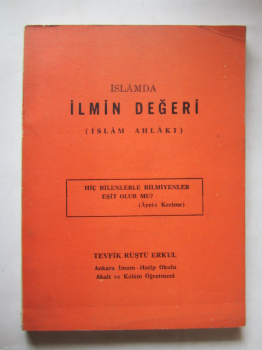 İSLÂMDA
İLMİN DEĞERİ
(İSLÂM AHLÂKI)
HİÇ BİLENLERLE BİLMİYENLER
EŞİT OLUR MU?
(Âyet-i Kerime)
TEVFİK RÜŞTÜ ERKUL
Ankara İmam - Hatip Okulu
Akait ve Kelâm Öğretmeni